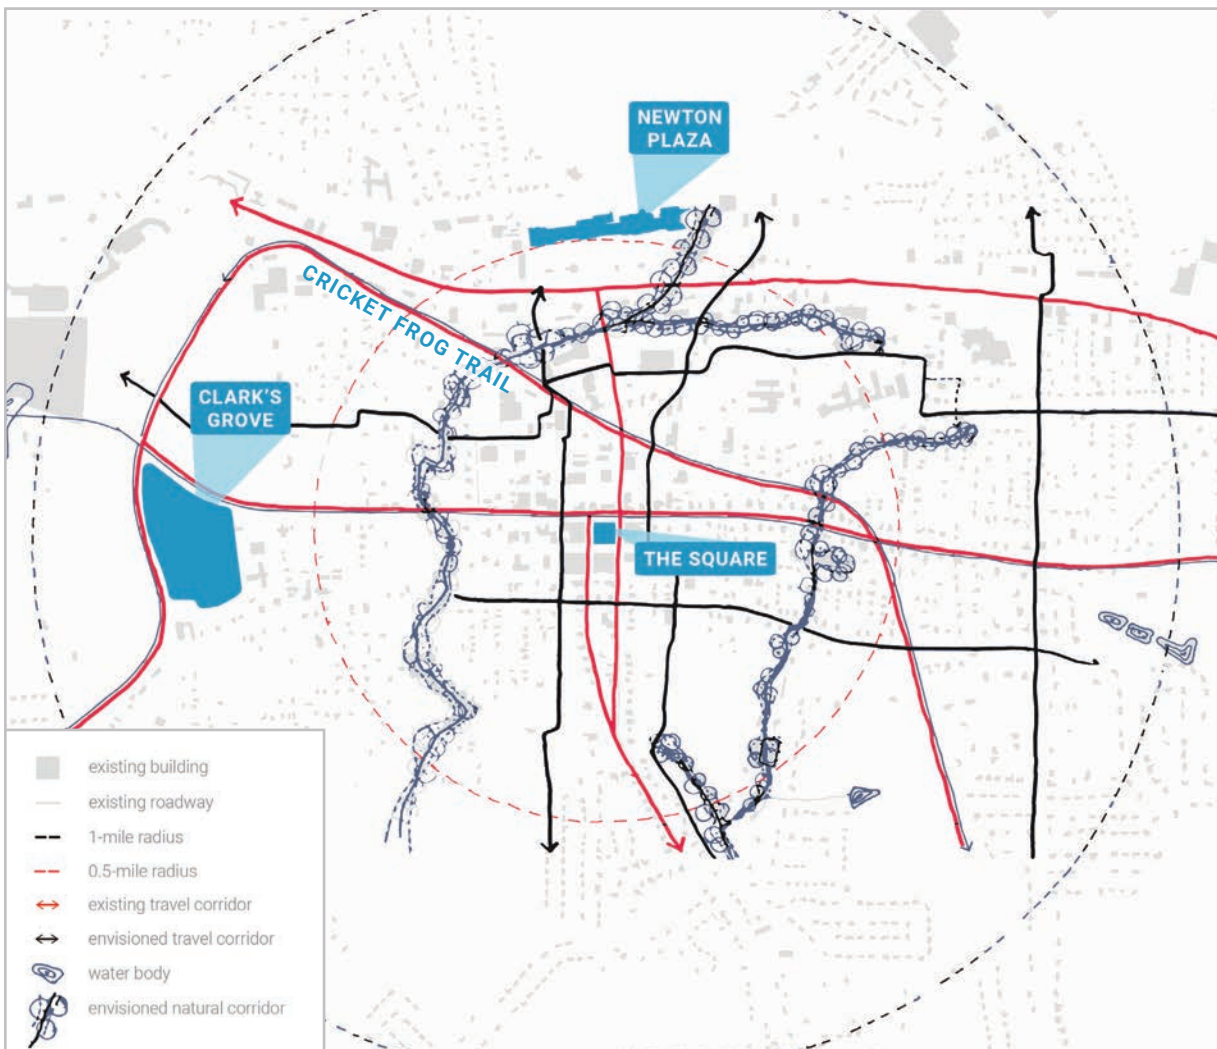 NEWTON
PLAZA
CRICKET FROG TRAIL
CLARK'S
GROVE
THE SQUARE
existing building
existing roadway
1-mile radius
0.5-mile radius
existing travel corridor
envisioned travel corridor
water body
envisioned natural corridor